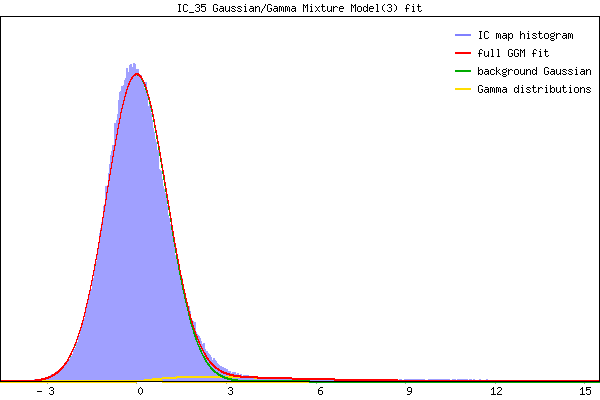 IC_35 Gaussian/Gamma Mixture Model(3) fit
IC map histogram
full GGM fit
background Gaussian
Gamma distributions
-3 0 3 6 9 12 15